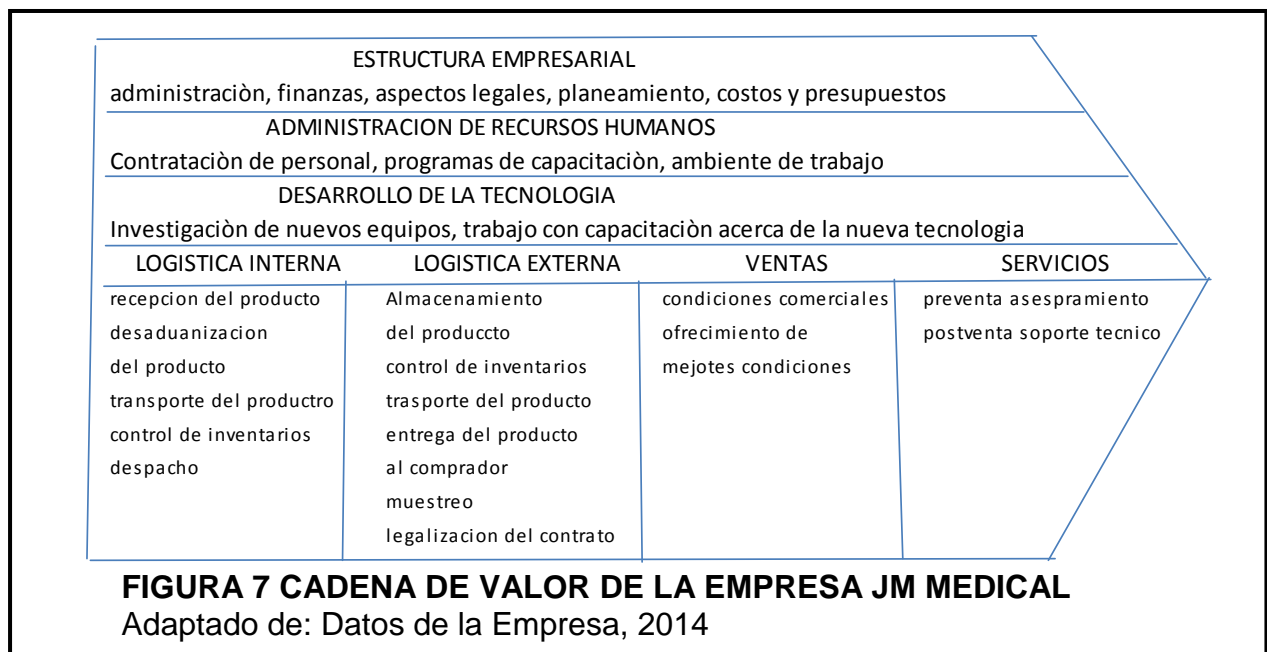 ESTRUCTURA EMPRESARIAL
administraciòn, finanzas, aspectos legales, planeamiento, costos y presupuestos
ADMINISTRACION DE RECURSOS HUMANOS
Contrataciòn de personal, programas de capacitaciòn, ambiente de trabajo
DESARROLLO DE LA TECNOLOGIA
Investigaciòn de nuevos equipos, trabajo con capacitaciòn acerca de la nueva tecnologia
LOGISTICA INTERNA
recepcion del producto
desaduanizacion
del producto
transporte del productro
control de inventarios
despacho
LOGISTICA EXTERNA
Almacenamiento
del produccto
control de inventarios
trasporte del producto
entrega del producto
al comprador
muestreo
legalizacion del contrato
VENTAS
condiciones comerciales
ofrecimiento de
mejotes condiciones
SERVICIOS
preventa asespramiento
postventa soporte tecnico
FIGURA 7 CADENA DE VALOR DE LA EMPRESA JM MEDICAL
Adaptado de: Datos de la Empresa, 2014